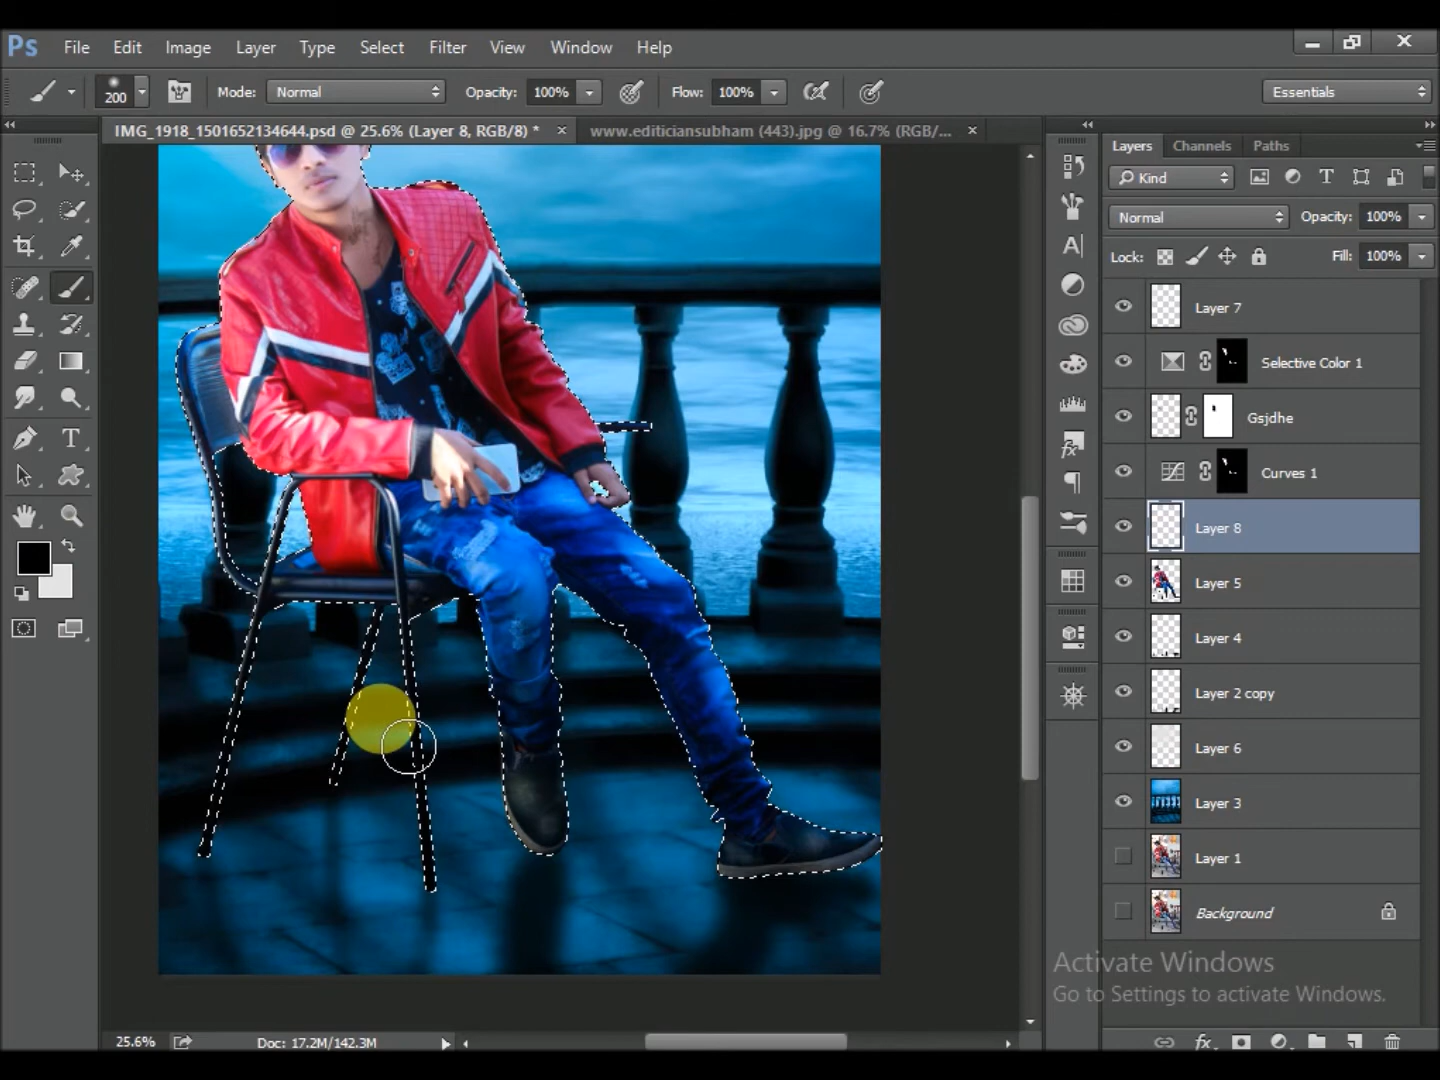 Ps File Edit Image Layer Type Select Filter View Window Help
200 Mode: Normal Opacity: 100% Flow: 100% Essentials
IMG_1918_1501652134644.psd @ 25.6% (Layer 8, RGB/8) * × www.editiciansubham (443).jpg @ 16.7% (RGB/... ×
Layers Channels Paths
Kind
Normal Opacity: 100%
Lock: Fill: 100%
Layer 7
Selective Color 1
Gsjdhe
Curves 1
Layer 8
Layer 5
Layer 4
Layer 2 copy
Layer 6
Layer 3
Layer 1
Background
Activate Windows
Go to Settings to activate Windows.
25.6% Doc: 17.2M/142.3M